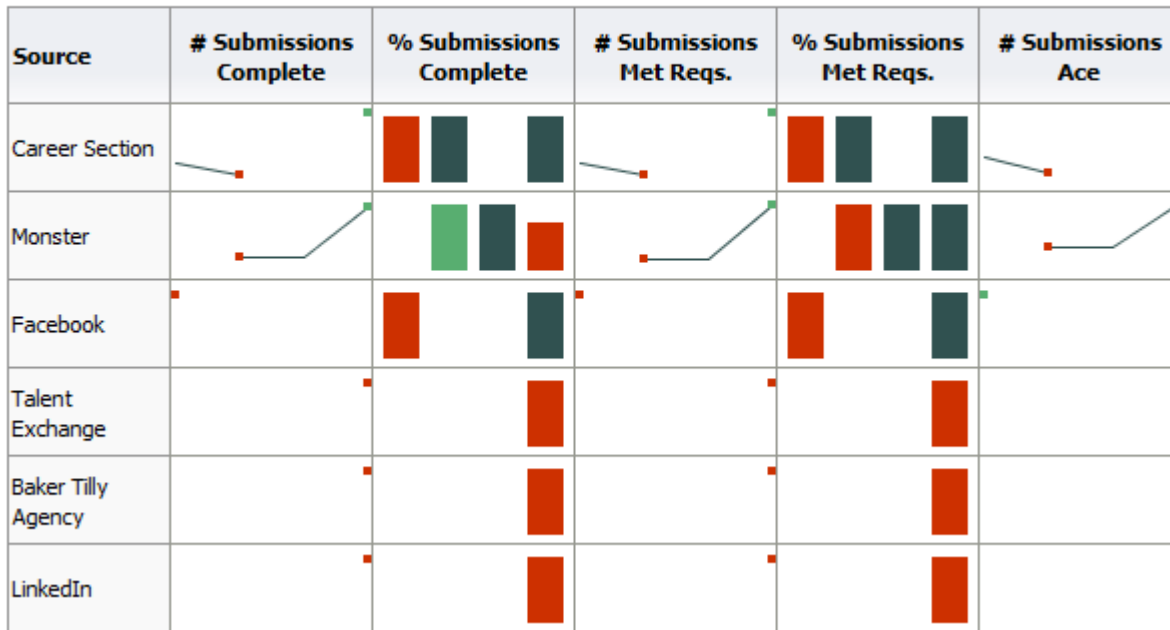 Source
# Submissions
Complete
% Submissions
Complete
# Submissions
Met Reqs.
% Submissions
Met Reqs.
# Submissions
Ace
Career Section
Monster
Facebook
Talent
Exchange
Baker Tilly
Agency
LinkedIn